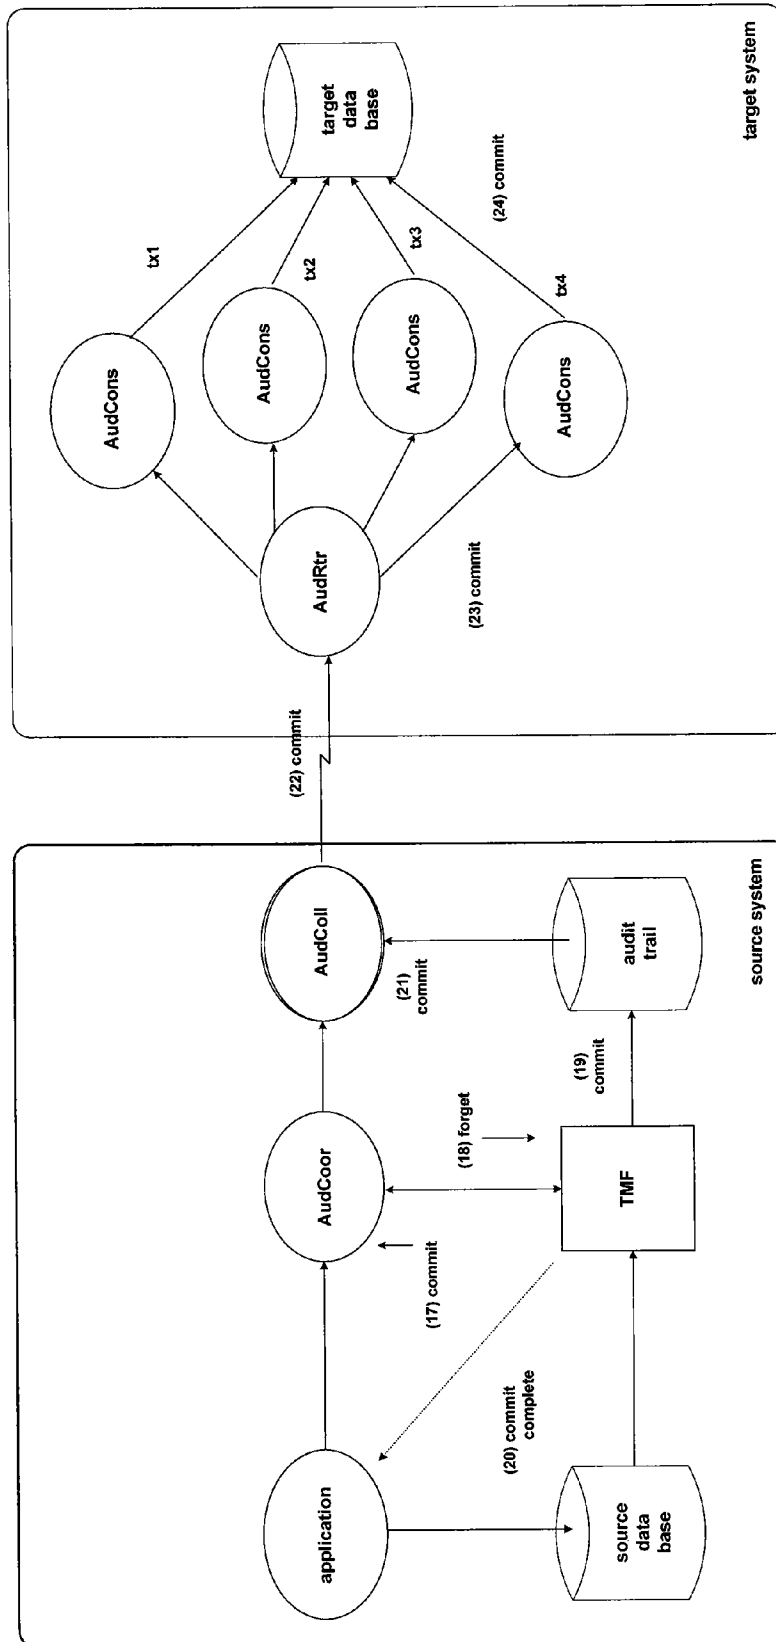 application
source
data
base
(20) commit
complete
(17) commit
AudCoor
(18) forget
TMF
(19)
commit
AudColl
(21)
commit
audit
trail
source system
(22) commit
AudRtr
(23) commit
AudCons
AudCons
AudCons
AudCons
tx1
tx2
tx3
tx4
(24) commit
target
data
base
target system